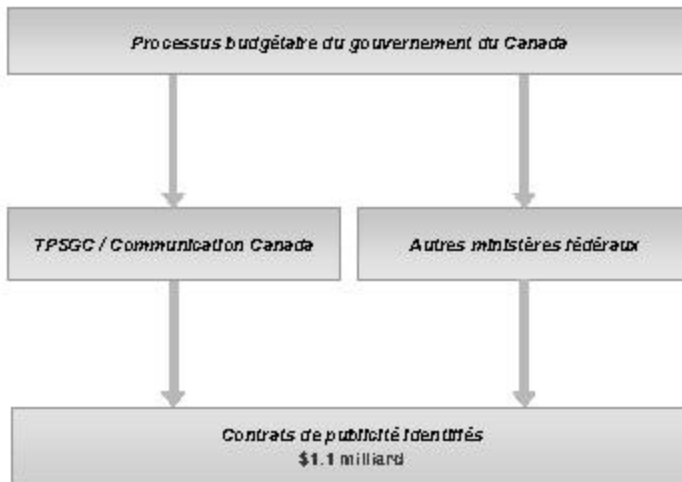 Processus budgétaire du gouvernement du Canada
TPSGC / Communication Canada
Autres ministères fédéraux
Contrats de publicité identifiés
$1.1 milliard